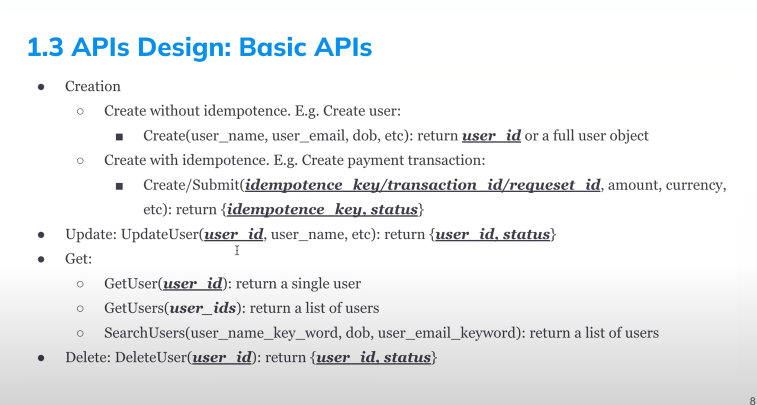 1.3 APIs Design: Basic APIs
● Creation
○ Create without idempotence. E.g. Create user:
■ Create(user_name, user_email, dob, etc): return user_id or a full user object
○ Create with idempotence. E.g. Create payment transaction:
■ Create/Submit(idempotence_key/transaction_id/requeset_id, amount, currency,
etc): return {idempotence_key, status}
● Update: UpdateUser(user_id, user_name, etc): return {user_id, status}
● Get:
○ GetUser(user_id): return a single user
○ GetUsers(user_ids): return a list of users
○ SearchUsers(user_name_key_word, dob, user_email_keyword): return a list of users
● Delete: DeleteUser(user_id): return {user_id, status}
8